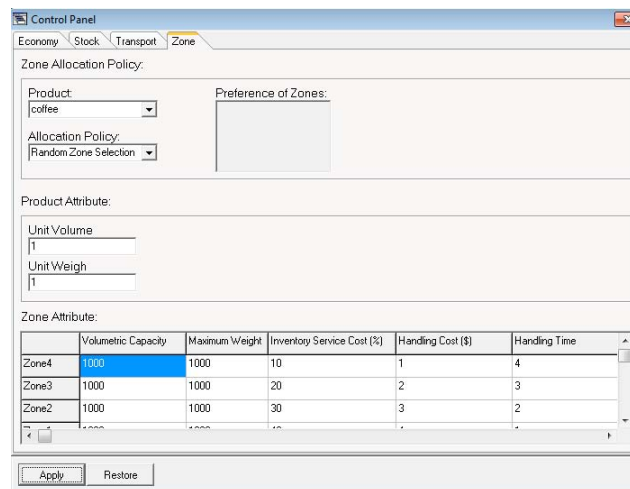 Control Panel
Economy Stock Transport Zone
Zone Allocation Policy:
Product: Preference of Zones:
coffee
Allocation Policy:
Random Zone Selection
Product Attribute:
Unit Volume
1
Unit Weigh
1
Zone Attribute:
Volumetric Capacity Maximum Weight Inventory Service Cost (%) Handling Cost ($) Handling Time
Zone4 1000 1000 10 1 4
Zone3 1000 1000 20 2 3
Zone2 1000 1000 30 3 2
Apply Restore